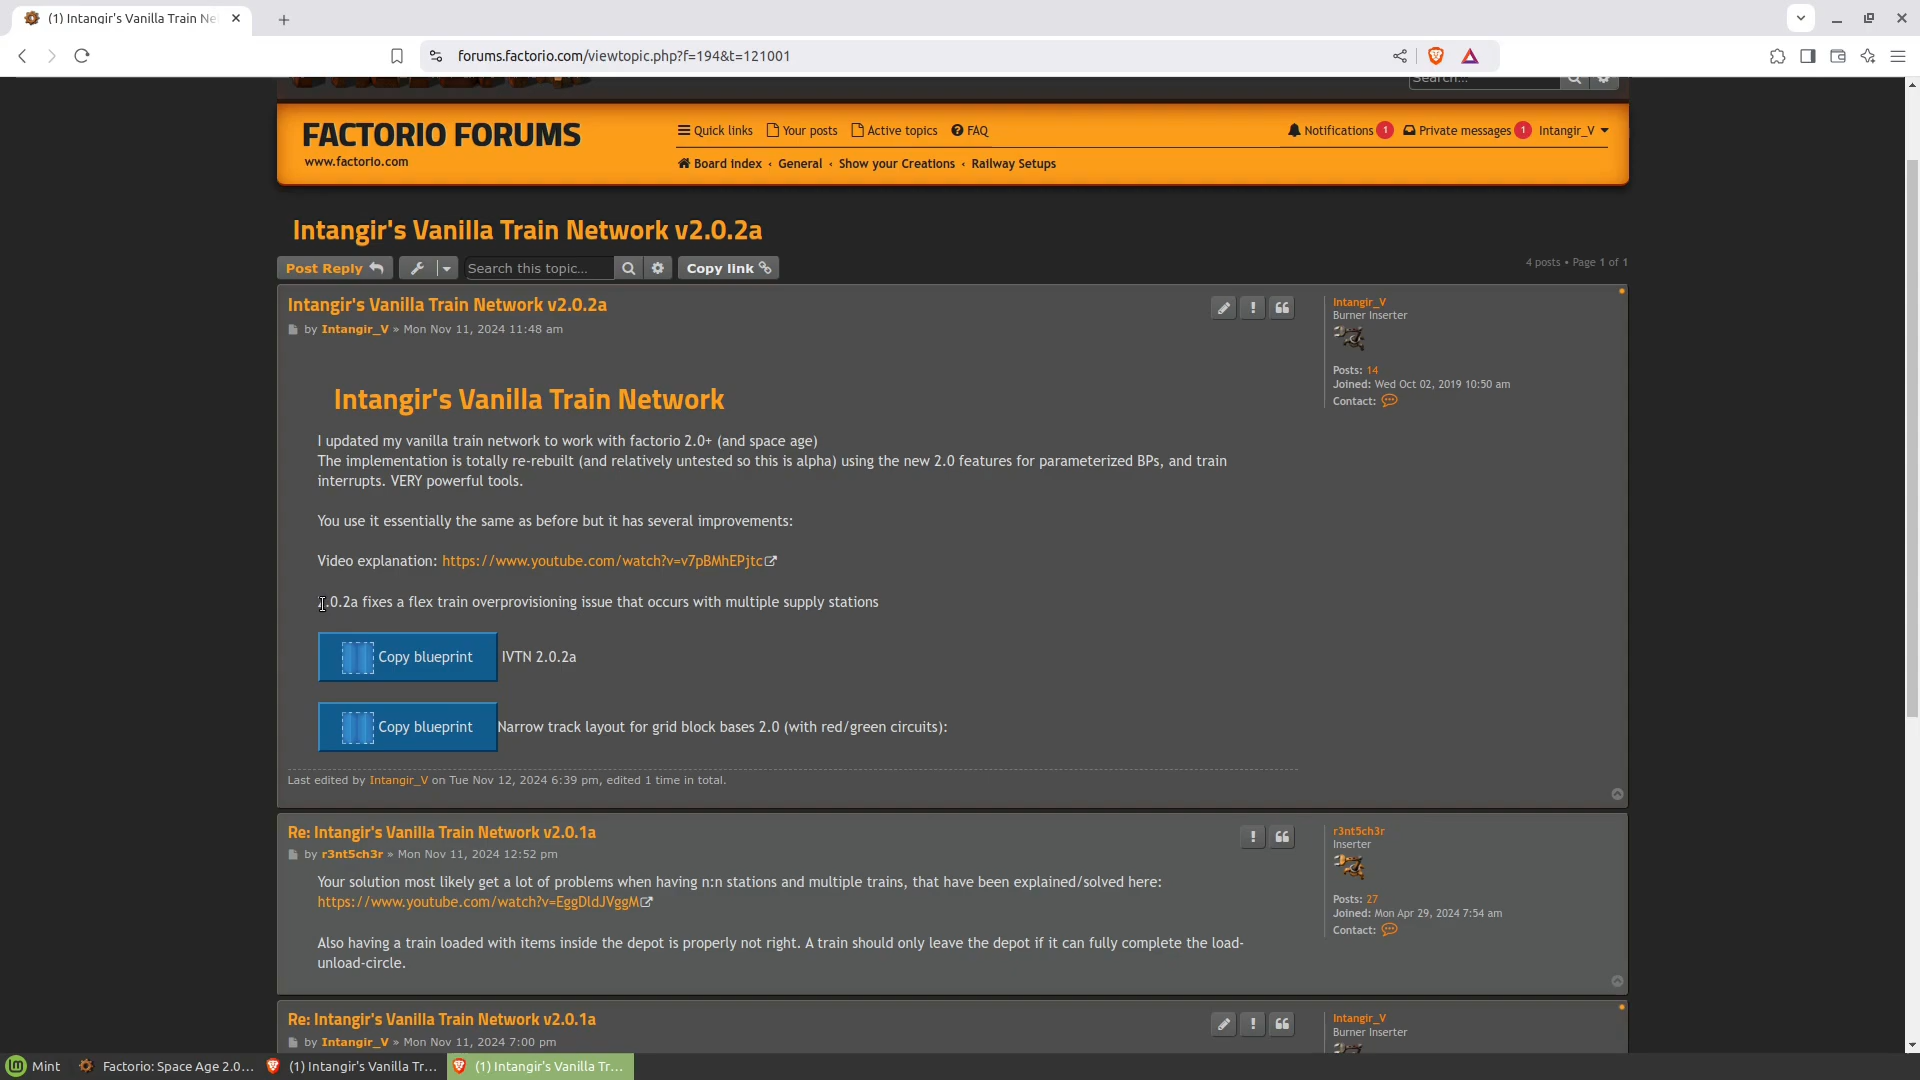 (1) Intangir's Vanilla Train Ne
forums.factorio.com/viewtopic.php?f=194&t=121001
Search...
FACTORIO FORUMS
www.factorio.com
Quick links Your posts Active topics FAQ
Notifications 1 Private messages 1 Intangir_V
Board index ‹ General ‹ Show your Creations ‹ Railway Setups
Intangir's Vanilla Train Network v2.0.2a
Post Reply Search this topic... Copy link
4 posts • Page 1 of 1
Intangir's Vanilla Train Network v2.0.2a
by Intangir_V » Mon Nov 11, 2024 11:48 am
Intangir_V
Burner Inserter
Posts: 14
Joined: Wed Oct 02, 2019 10:50 am
Contact:
Intangir's Vanilla Train Network
I updated my vanilla train network to work with factorio 2.0+ (and space age)
The implementation is totally re-rebuilt (and relatively untested so this is alpha) using the new 2.0 features for parameterized BPs, and train
interrupts. VERY powerful tools.
You use it essentially the same as before but it has several improvements:
Video explanation: https://www.youtube.com/watch?v=v7pBMhEPjtc
2.0.2a fixes a flex train overprovisioning issue that occurs with multiple supply stations
Copy blueprint IVTN 2.0.2a
Copy blueprint Narrow track layout for grid block bases 2.0 (with red/green circuits):
Last edited by Intangir_V on Tue Nov 12, 2024 6:39 pm, edited 1 time in total.
Re: Intangir's Vanilla Train Network v2.0.1a
by r3nt5ch3r » Mon Nov 11, 2024 12:52 pm
r3nt5ch3r
Inserter
Posts: 27
Joined: Mon Apr 29, 2024 7:54 am
Contact:
Your solution most likely get a lot of problems when having n:n stations and multiple trains, that have been explained/solved here:
https://www.youtube.com/watch?v=EggDldJVggM
Also having a train loaded with items inside the depot is properly not right. A train should only leave the depot if it can fully complete the load-
unload-circle.
Re: Intangir's Vanilla Train Network v2.0.1a
by Intangir_V » Mon Nov 11, 2024 7:00 pm
Intangir_V
Burner Inserter
Mint Factorio: Space Age 2.0... (1) Intangir's Vanilla Tr... (1) Intangir's Vanilla Tr...